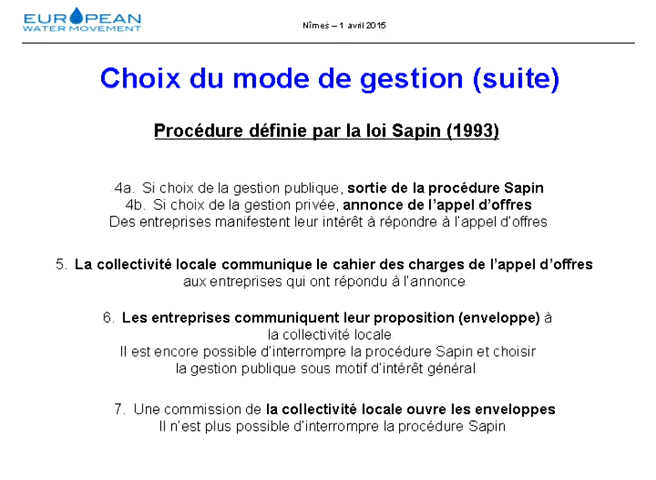 EUROPEAN
WATER MOVEMENT
Nîmes – 1 avril 2015
Choix du mode de gestion (suite)
Procédure définie par la loi Sapin (1993)
4a. Si choix de la gestion publique, sortie de la procédure Sapin
4b. Si choix de la gestion privée, annonce de l'appel d'offres
Des entreprises manifestent leur intérêt à répondre à l'appel d'offres
5. La collectivité locale communique le cahier des charges de l'appel d'offres
aux entreprises qui ont répondu à l'annonce
6. Les entreprises communiquent leur proposition (enveloppe) à
la collectivité locale
Il est encore possible d'interrompre la procédure Sapin et choisir
la gestion publique sous motif d'intérêt général
7. Une commission de la collectivité locale ouvre les enveloppes
Il n'est plus possible d'interrompre la procédure Sapin